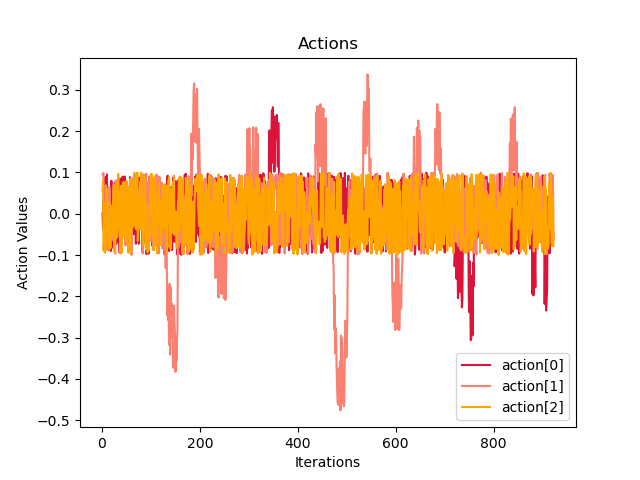 Actions
Action Values
0.3
0.2
0.1
0.0
−0.1
−0.2
−0.3
−0.4
−0.5
0
200
400
600
800
Iterations
action[0]
action[1]
action[2]